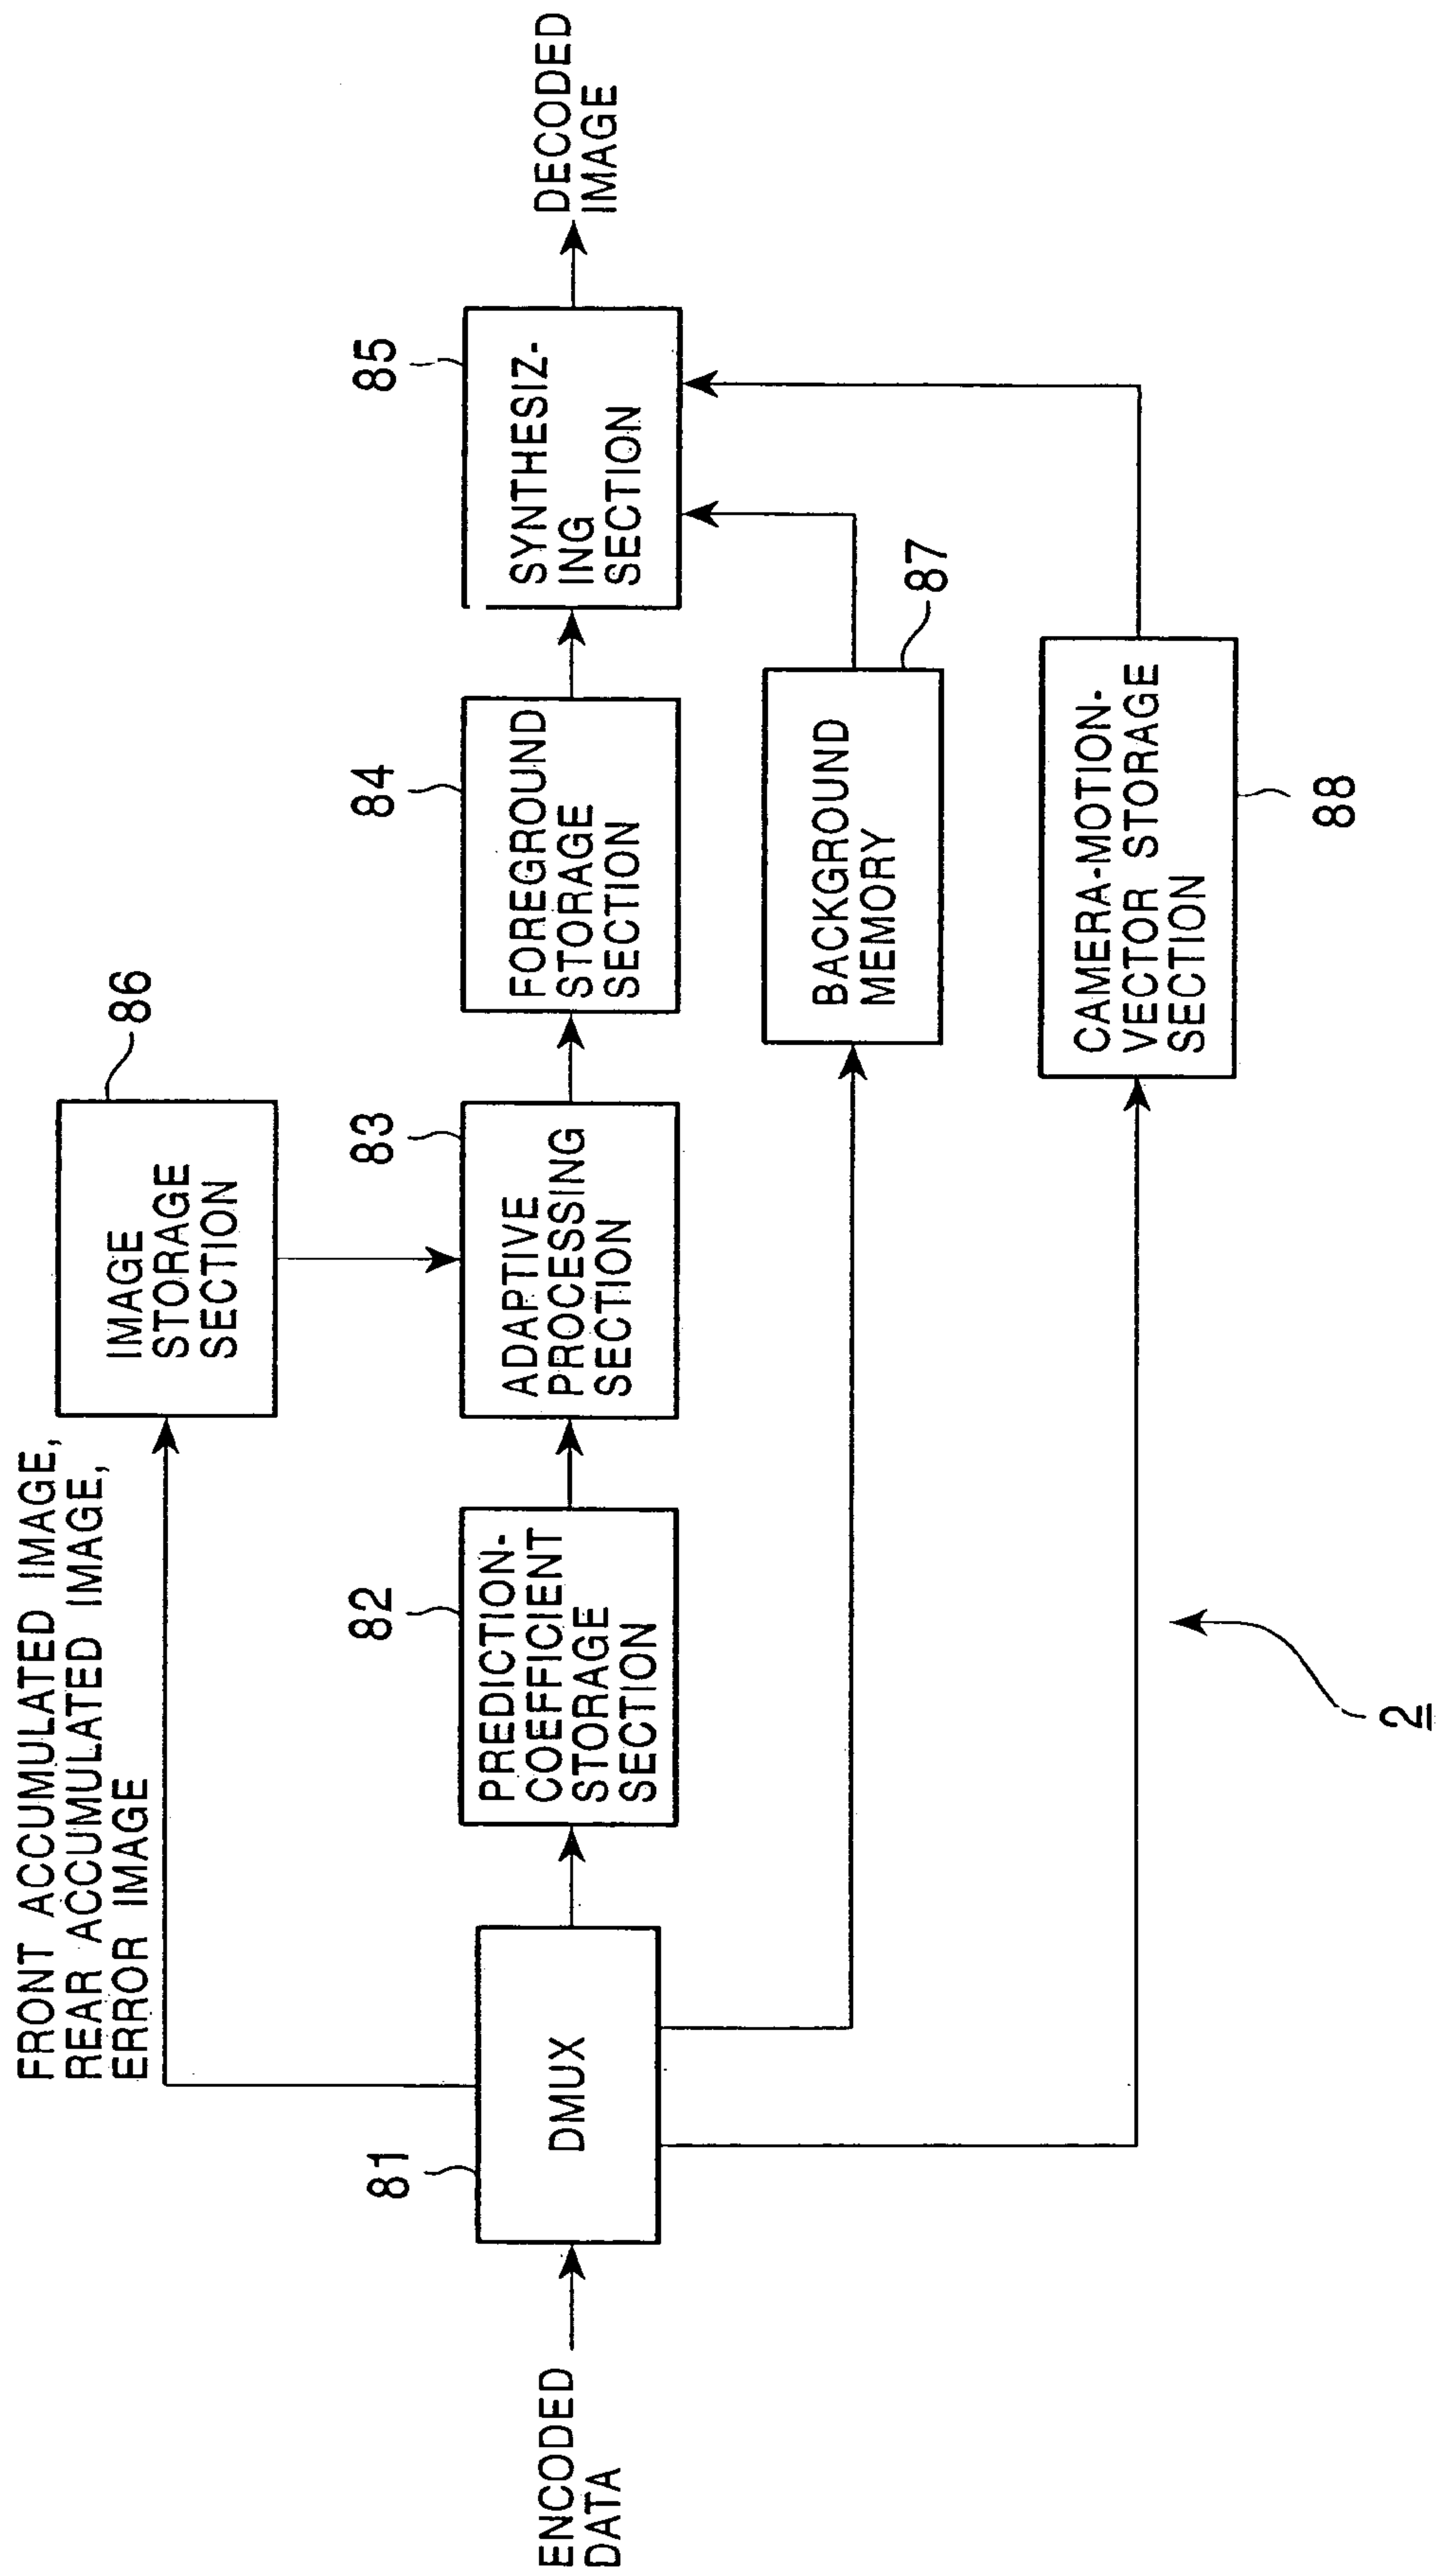 FRONT ACCUMULATED IMAGE,
REAR ACCUMULATED IMAGE,
ERROR IMAGE
86
IMAGE
STORAGE
SECTION
ENCODED
DATA
81
DMUX
82
PREDICTION-
COEFFICIENT
STORAGE
SECTION
83
ADAPTIVE
PROCESSING
SECTION
84
FOREGROUND
STORAGE
SECTION
85
SYNTHESIZ-
ING
SECTION
DECODED
IMAGE
87
BACKGROUND
MEMORY
CAMERA-MOTION-
VECTOR STORAGE
SECTION
88
2